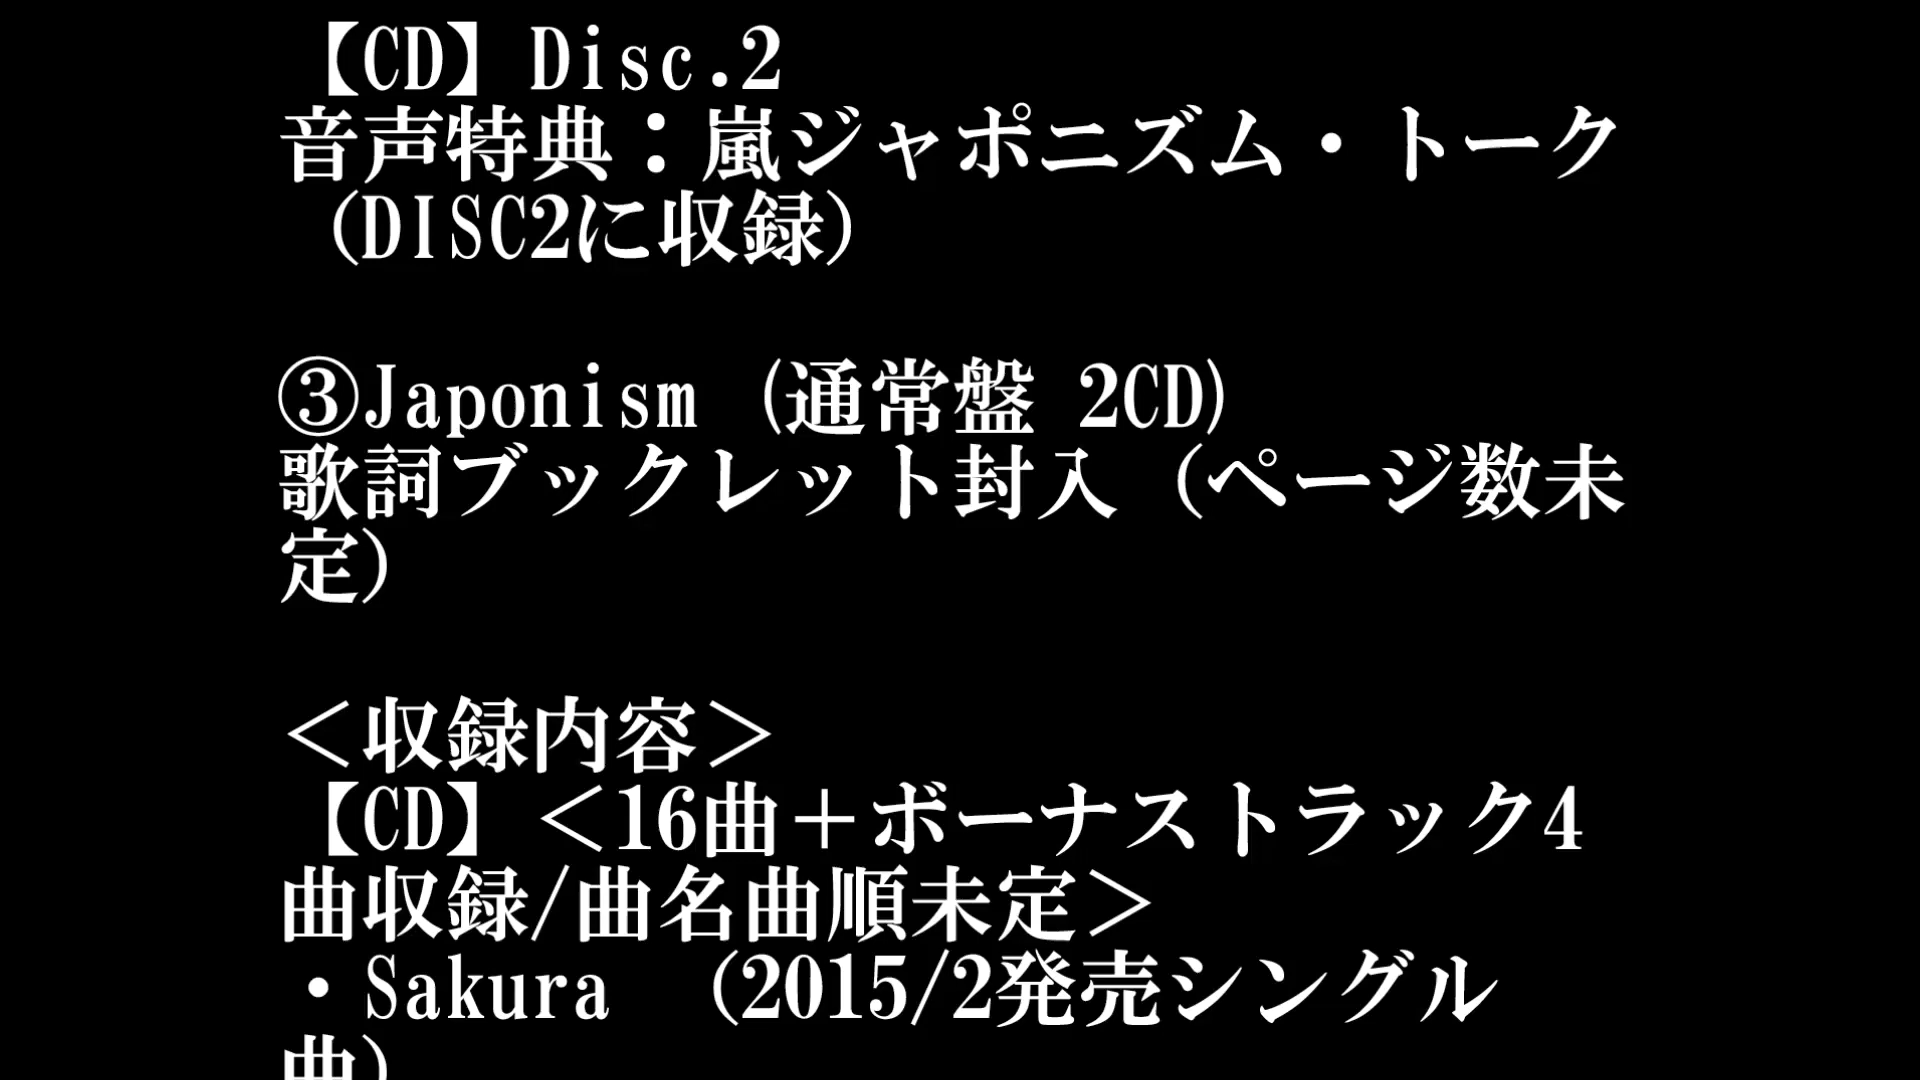 【CD】Disc.2
音声特典：嵐ジャポニズム・トーク
(DISC2に収録)
③Japonism (通常盤 2CD)
歌詞ブックレット封入（ページ数未
定)
＜収録内容＞
【CD】＜16曲＋ボーナストラック4
曲収録/曲名曲順未定＞
・Sakura　(2015/2発売シングル
曲)